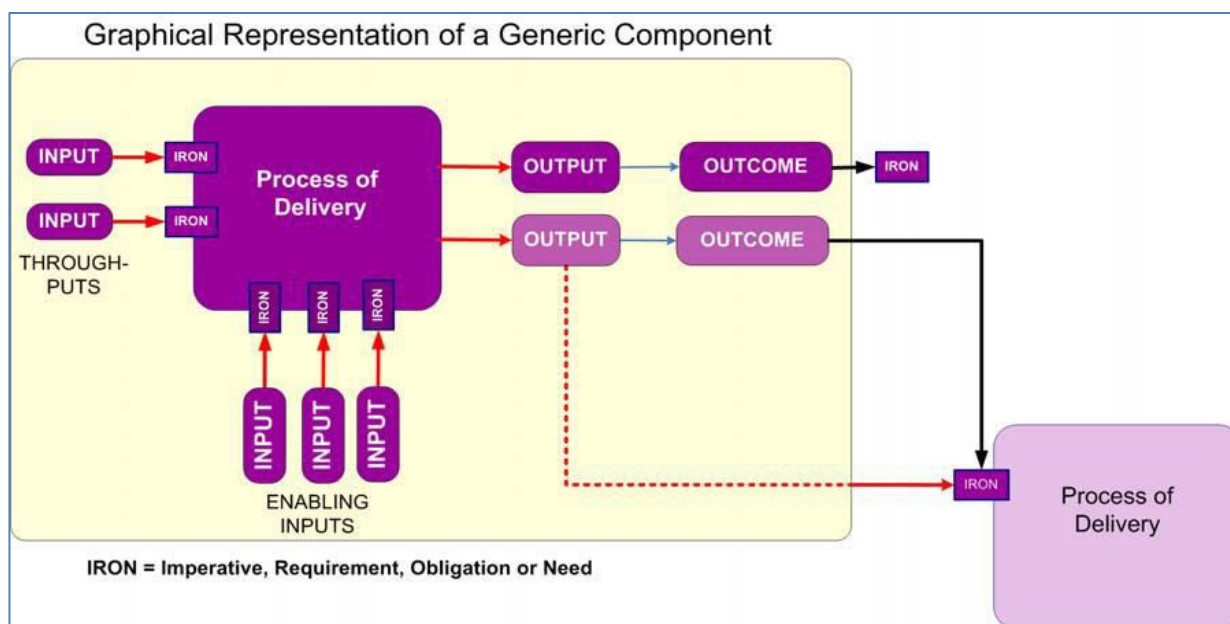 Graphical Representation of a Generic Component
INPUT
IRON
INPUT
IRON
THROUGH-
PUTS
Process of
Delivery
OUTPUT
OUTCOME
IRON
OUTPUT
OUTCOME
IRON
IRON
IRON
INPUT
INPUT
INPUT
ENABLING
INPUTS
IRON
Process of
Delivery
IRON = Imperative, Requirement, Obligation or Need